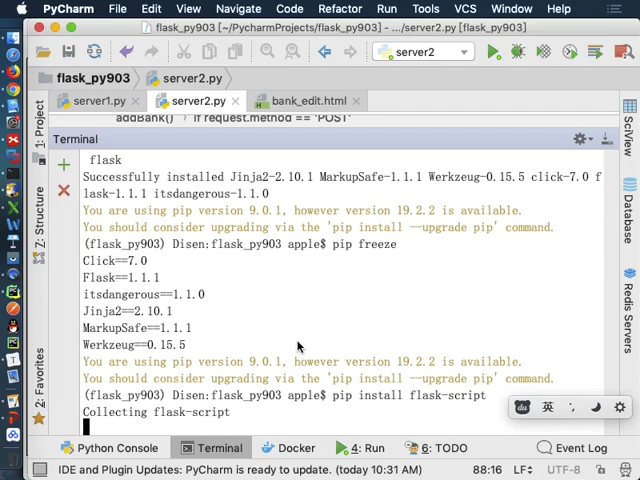 PyCharm File Edit View Navigate Code Refactor Run Tools VCS Window Help
flask_py903 [~/PycharmProjects/flask_py903] - .../server2.py [flask_py903]
server2
flask_py903 server2.py
server1.py server2.py bank_edit.html
addBank() if request.method == 'POST'
Terminal
flask
Successfully installed Jinja2-2.10.1 MarkupSafe-1.1.1 Werkzeug-0.15.5 click-7.0 f
lask-1.1.1 itsdangerous-1.1.0
You are using pip version 9.0.1, however version 19.2.2 is available.
You should consider upgrading via the 'pip install --upgrade pip' command.
(flask_py903) Disen:flask_py903 apple$ pip freeze
Click==7.0
Flask==1.1.1
itsdangerous==1.1.0
Jinja2==2.10.1
MarkupSafe==1.1.1
Werkzeug==0.15.5
You are using pip version 9.0.1, however version 19.2.2 is available.
You should consider upgrading via the 'pip install --upgrade pip' command.
(flask_py903) Disen:flask_py903 apple$ pip install flask-script
Collecting flask-script
1: Project
Z: Structure
2: Favorites
SciView
Database
Redis Explorer
du 英
Python Console Terminal Docker 4: Run 6: TODO Event Log
IDE and Plugin Updates: PyCharm is ready to update. (today 10:31 AM) 88:16 LF UTF-8